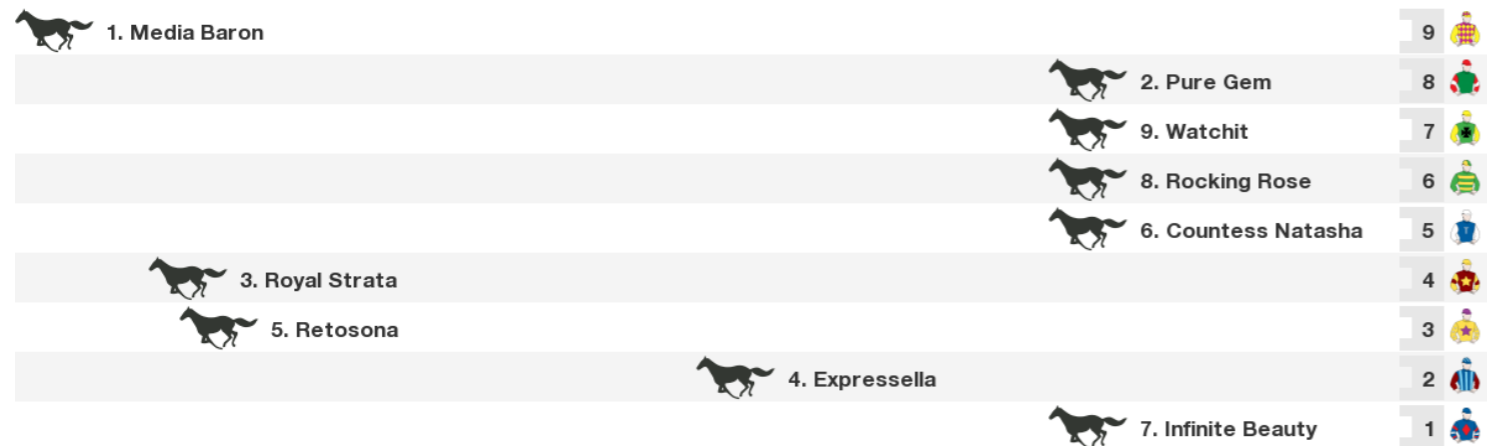 1. Media Baron 9
2. Pure Gem 8
9. Watchit 7
8. Rocking Rose 6
6. Countess Natasha 5
3. Royal Strata 4
5. Retosona 3
4. Expressella 2
7. Infinite Beauty 1